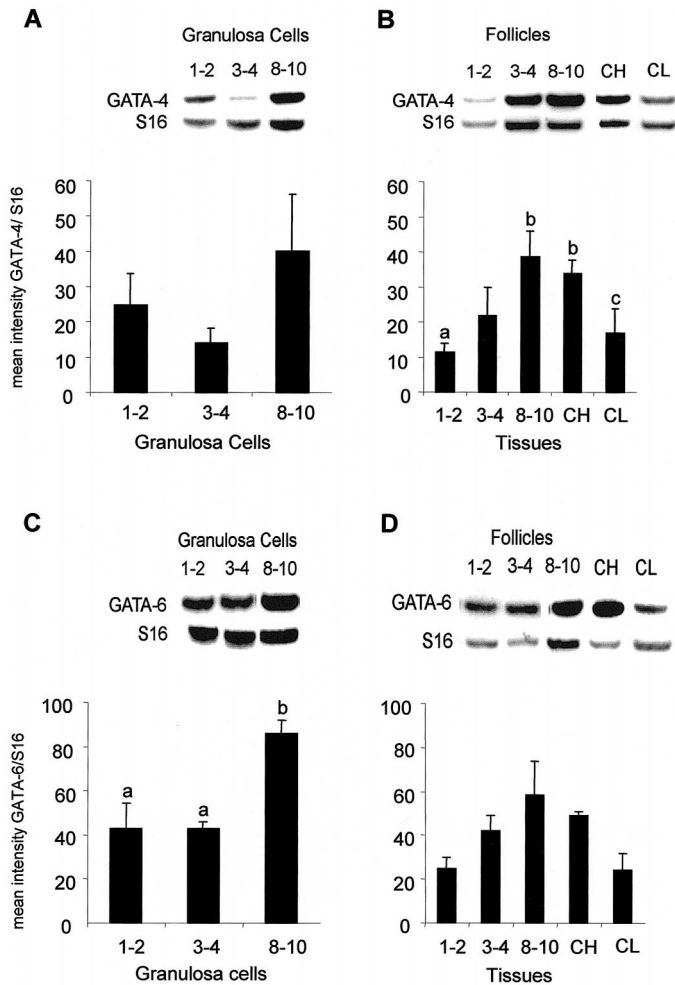 A
Granulosa Cells
1-2 3-4 8-10
GATA-4
S16
mean intensity GATA-4/ S16
60
50
40
30
20
10
0
1-2 3-4 8-10
Granulosa Cells
B
Follicles
1-2 3-4 8-10 CH CL
GATA-4
S16
60
50
40
30
20
10
0
a b b c
1-2 3-4 8-10 CH CL
Tissues
C
Granulosa Cells
1-2 3-4 8-10
GATA-6
S16
mean intensity GATA-6/S16
100
80
60
40
20
0
a a b
1-2 3-4 8-10
Granulosa cells
D
Follicles
1-2 3-4 8-10 CH CL
GATA-6
S16
100
80
60
40
20
0
1-2 3-4 8-10 CH CL
Tissues